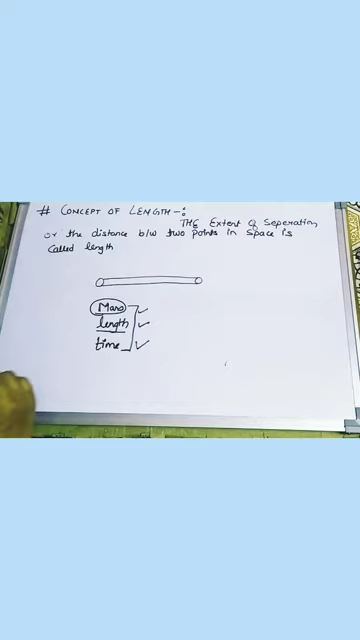 # CONCEPT OF LENGTH -:
THE Extent of Seperation
or the distance b/w two points in space is
called length
Mass
length
time